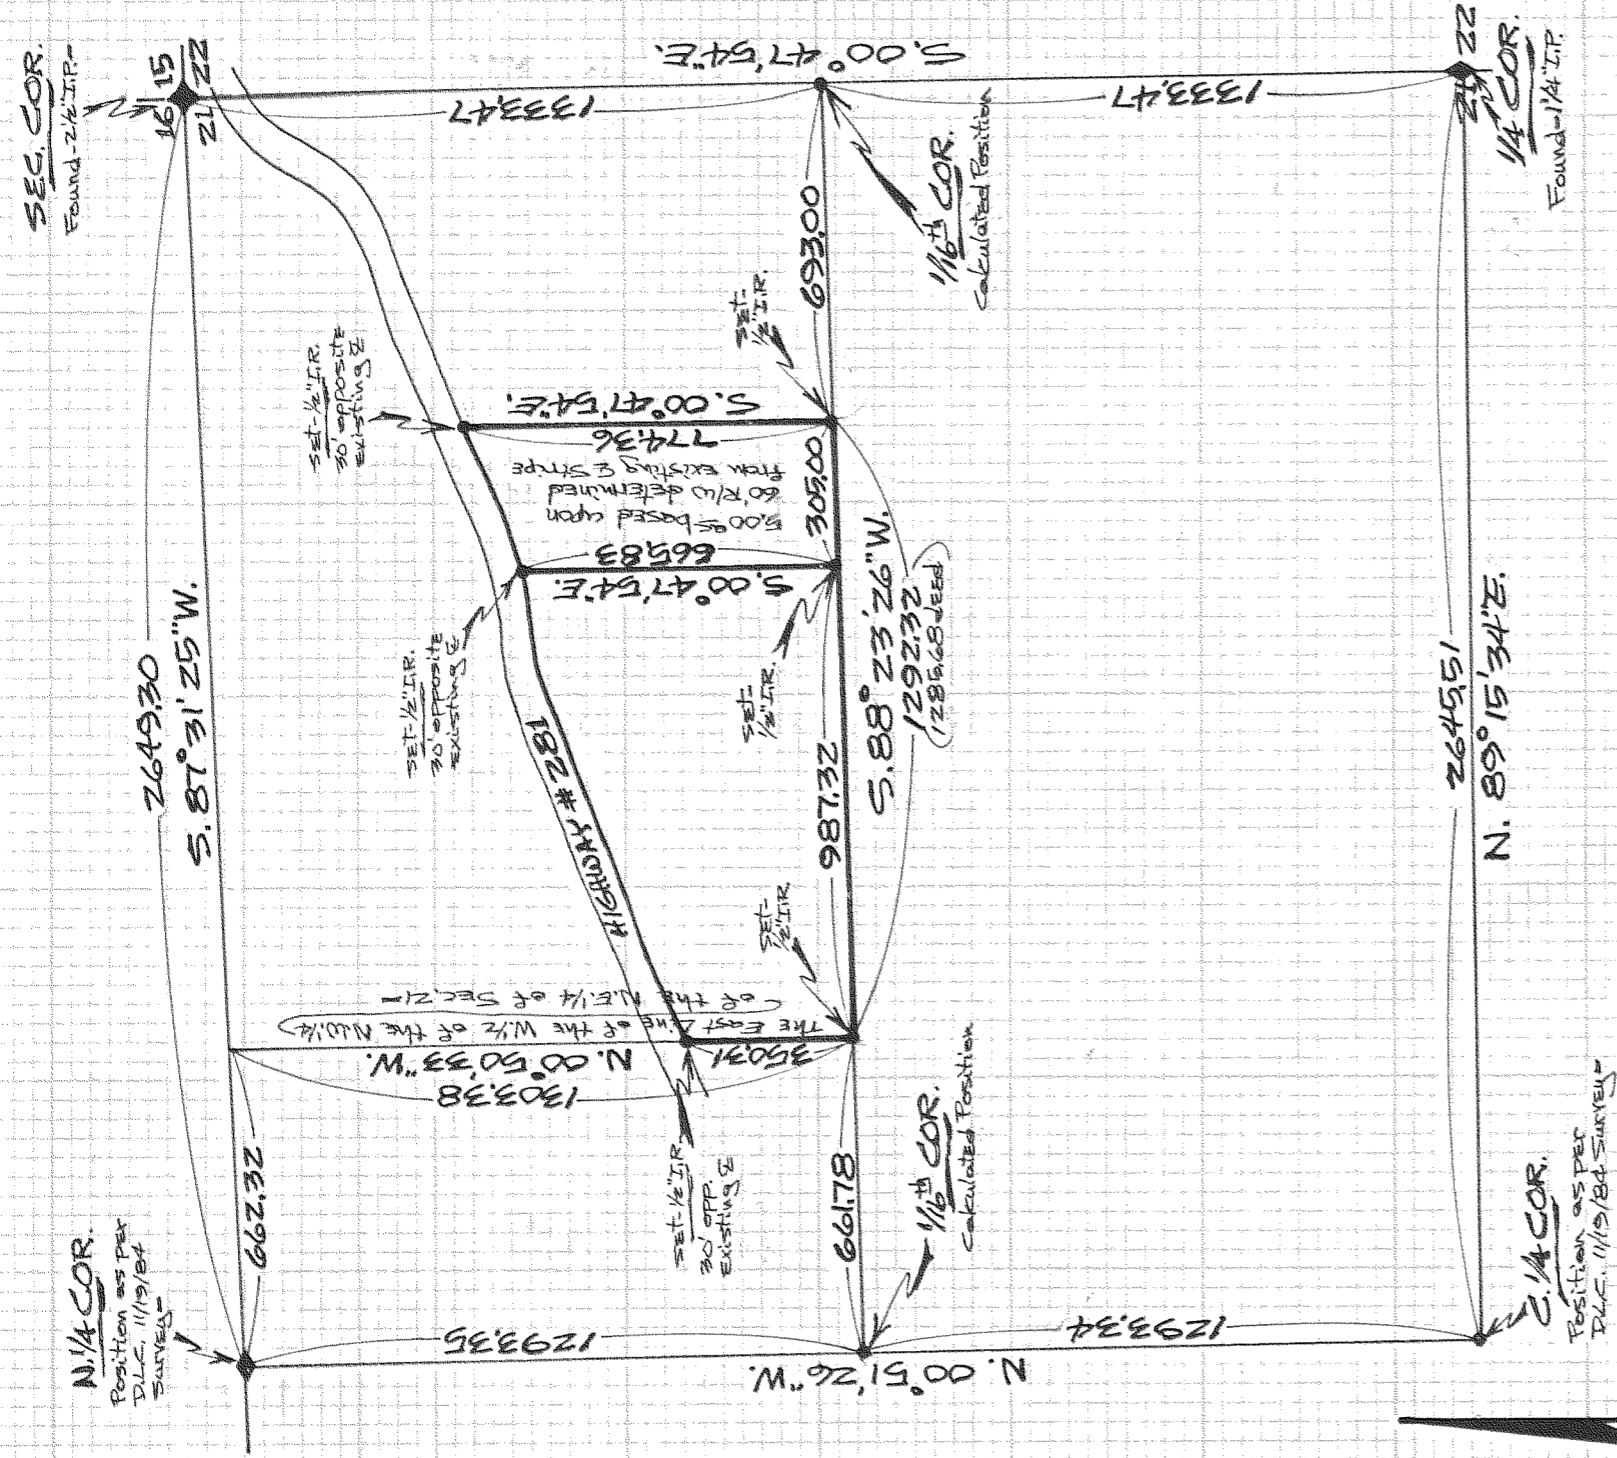 SEC. COR.
Found-2½" I.P.-
16 15
21 22
S. 00° 47' 54" E.
1333.47
1333.47
21 22
1/4 COR.
Found-1¼" I.P.
1/16th COR.
Calculated Position
693.00
SET-
½" I.R.
SET-½" I.R.
30' opposite
Existing ℄
S. 00° 47' 54" E.
774.36
5.00 ac based upon
60' R/W determined
from existing ℄ Stripe
665.83
S. 00° 47' 54" E.
305.00
SET-½" I.R.
30' opposite
Existing ℄
SET-
½" I.R.
S. 88° 23' 26" W.
1292.32
(1285.68 deed)
2649.30
S. 87° 31' 25" W.
2645.51
N. 89° 15' 34" E.
HIGHWAY # 281
987.32
SET-
½" I.R.
The East Line of the W. ½ of the N.W. ¼
of the N.E. ¼ of Sec. 21-
N. 00° 50' 33" W.
350.31
1303.38
SET-½" I.R.
30' opp.
Existing ℄
662.32
661.78
1/16th COR.
Calculated Position
N. 1/4 COR.
Position as per
D.L.C. 11/19/84
Survey-
1293.35
1293.34
N. 00° 51' 26" W.
C. 1/4 COR.
Position as per
D.L.C. 11/19/84 Survey-